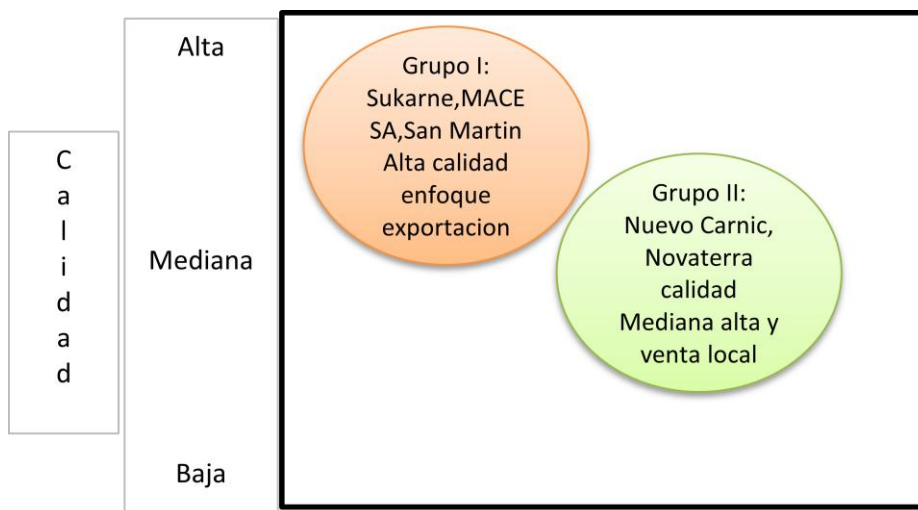 C
a
l
i
d
a
d
Alta
Mediana
Baja
Grupo I:
Sukarne,MACE
SA,San Martin
Alta calidad
enfoque
exportacion
Grupo II:
Nuevo Carnic,
Novaterra
calidad
Mediana alta y
venta local